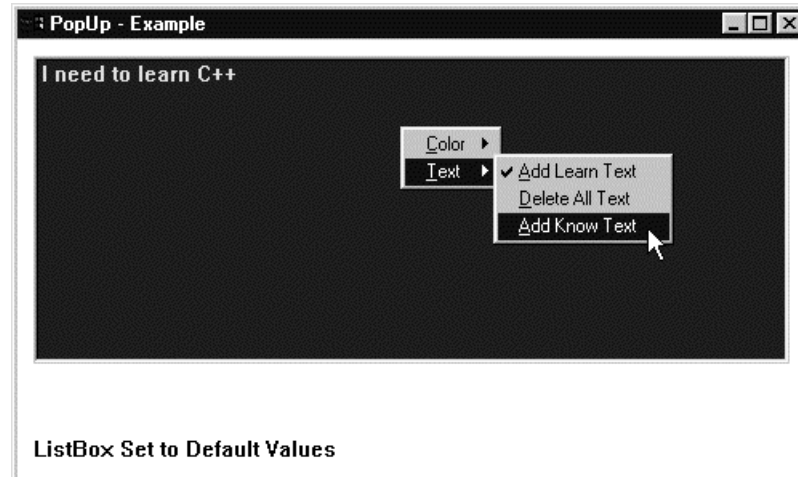 PopUp - Example
I need to learn C++
Color
Text
Add Learn Text
Delete All Text
Add Know Text
ListBox Set to Default Values